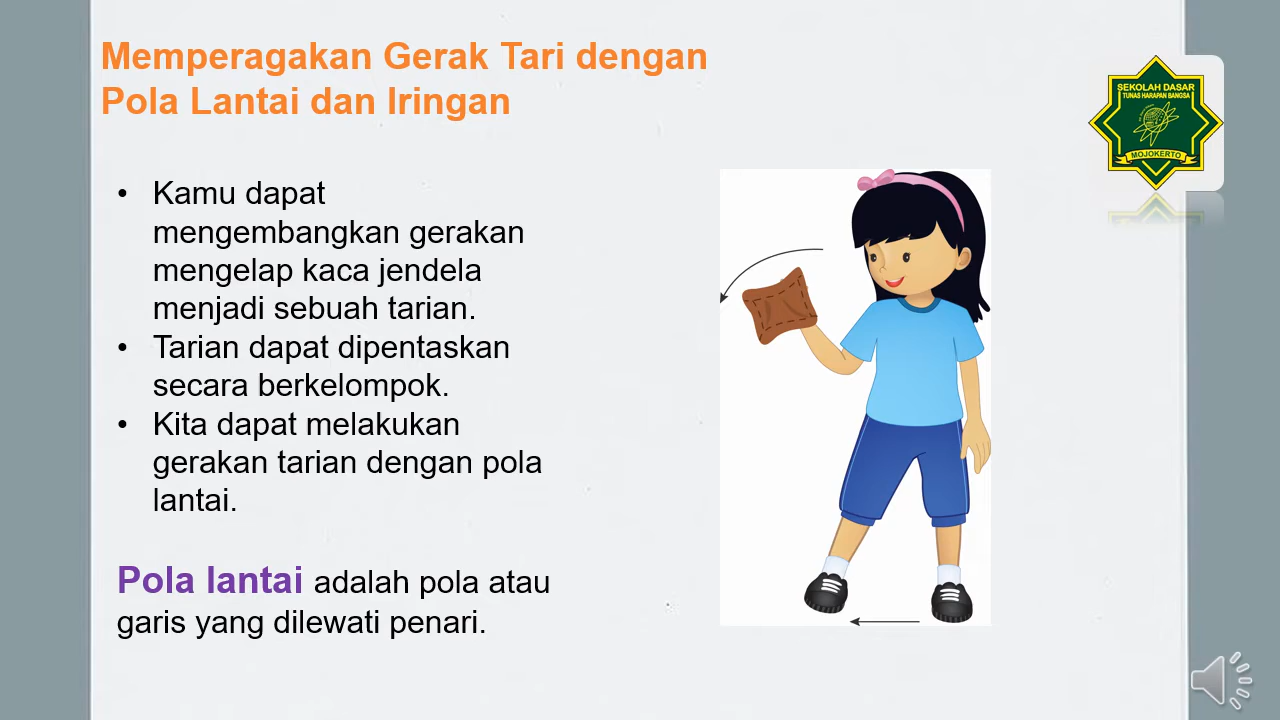 Memperagakan Gerak Tari dengan
Pola Lantai dan Iringan
SEKOLAH DASAR
TUNAS HARAPAN BANGSA
MOJOKERTO
• Kamu dapat
mengembangkan gerakan
mengelap kaca jendela
menjadi sebuah tarian.
• Tarian dapat dipentaskan
secara berkelompok.
• Kita dapat melakukan
gerakan tarian dengan pola
lantai.
Pola lantai adalah pola atau
garis yang dilewati penari.